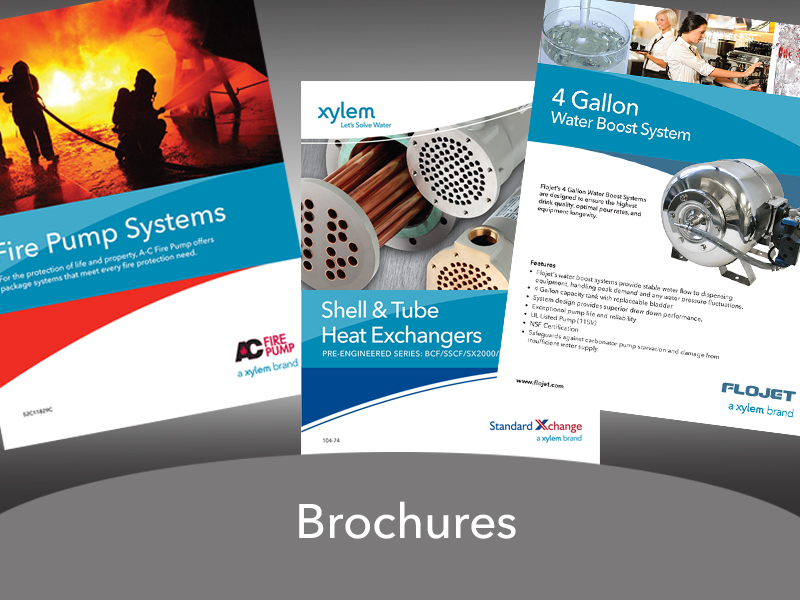 Fire Pump Systems
For the protection of life and property, A-C Fire Pump offers
package systems that meet every fire protection need.
AC FIRE
PUMP
a xylem brand
52C11829C
xylem
Let's Solve Water
Shell & Tube
Heat Exchangers
PRE-ENGINEERED SERIES: BCF/SSCF/SX2000/
104-74
Standard Xchange
a xylem brand
4 Gallon
Water Boost System
Flojet's 4 Gallon Water Boost Systems
are designed to ensure the highest
drink quality, optimal pour rates, and
equipment longevity.
Features
• Flojet's water boost systems provide stable water flow to dispensing
equipment, handling peak demand and any water pressure fluctuations.
• 4 Gallon capacity tank with replaceable bladder
• System design provides superior draw down performance.
• Exceptional pump life and reliability
• UL Listed Pump (115V)
• NSF Certification
• Safeguards against carbonator pump starvation and damage from
insufficient water supply.
www.flojet.com
FLOJET
a xylem brand
Brochures